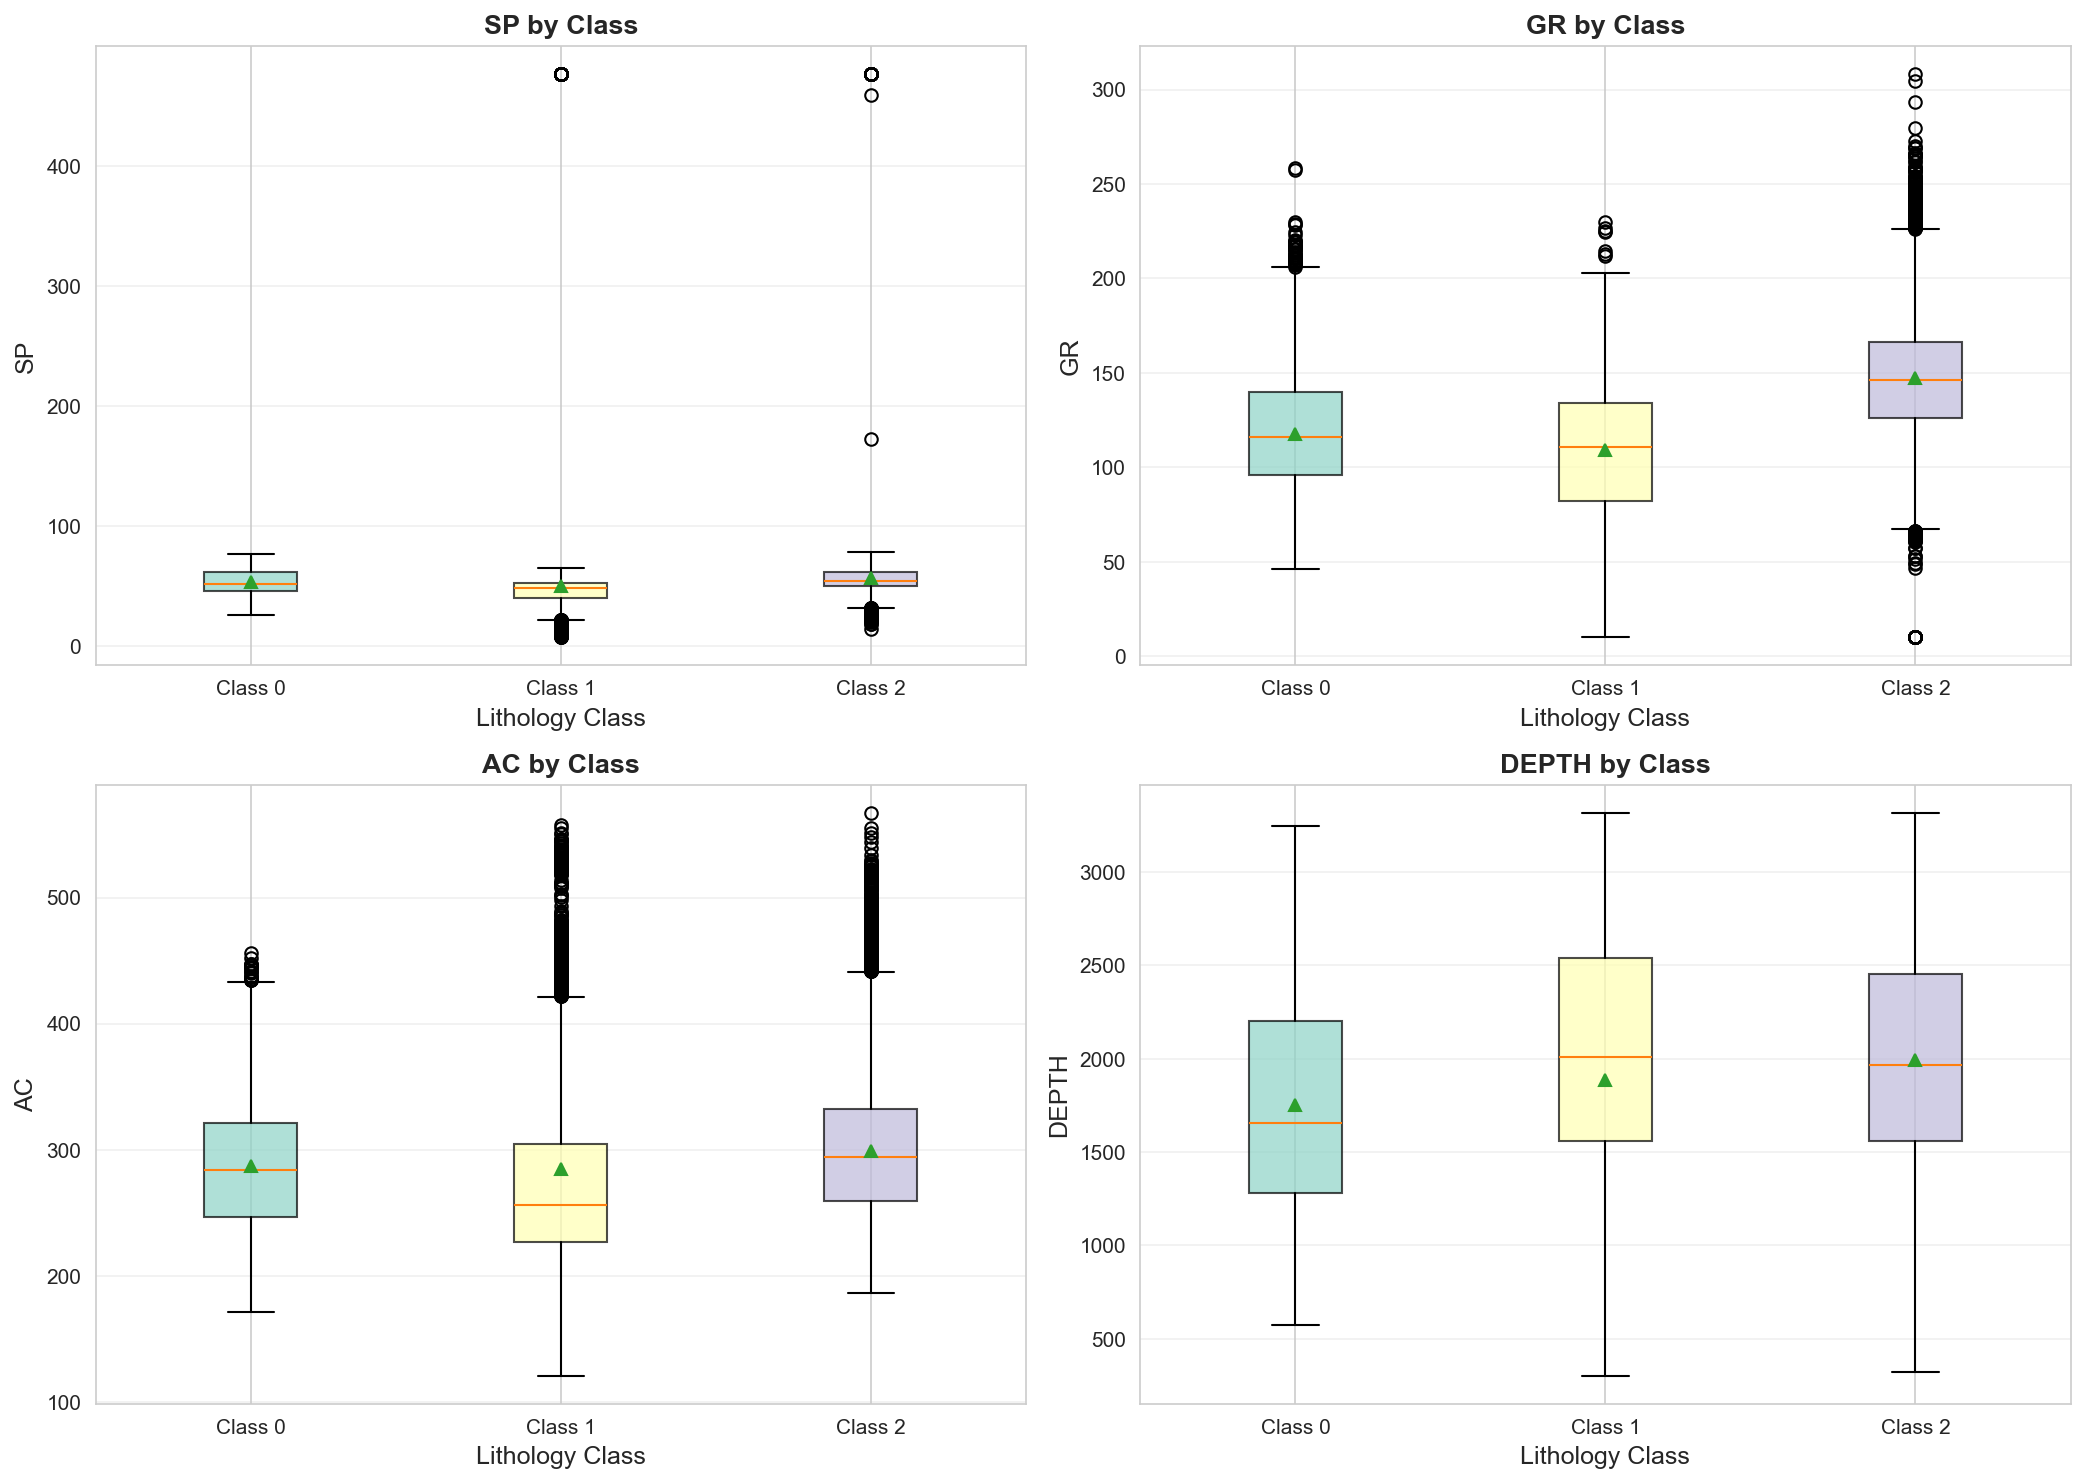 SP by Class
SP
400
300
200
100
0
Class 0 Class 1 Class 2
Lithology Class
GR by Class
GR
300
250
200
150
100
50
0
Class 0 Class 1 Class 2
Lithology Class
AC by Class
AC
500
400
300
200
100
Class 0 Class 1 Class 2
Lithology Class
DEPTH by Class
DEPTH
3000
2500
2000
1500
1000
500
Class 0 Class 1 Class 2
Lithology Class